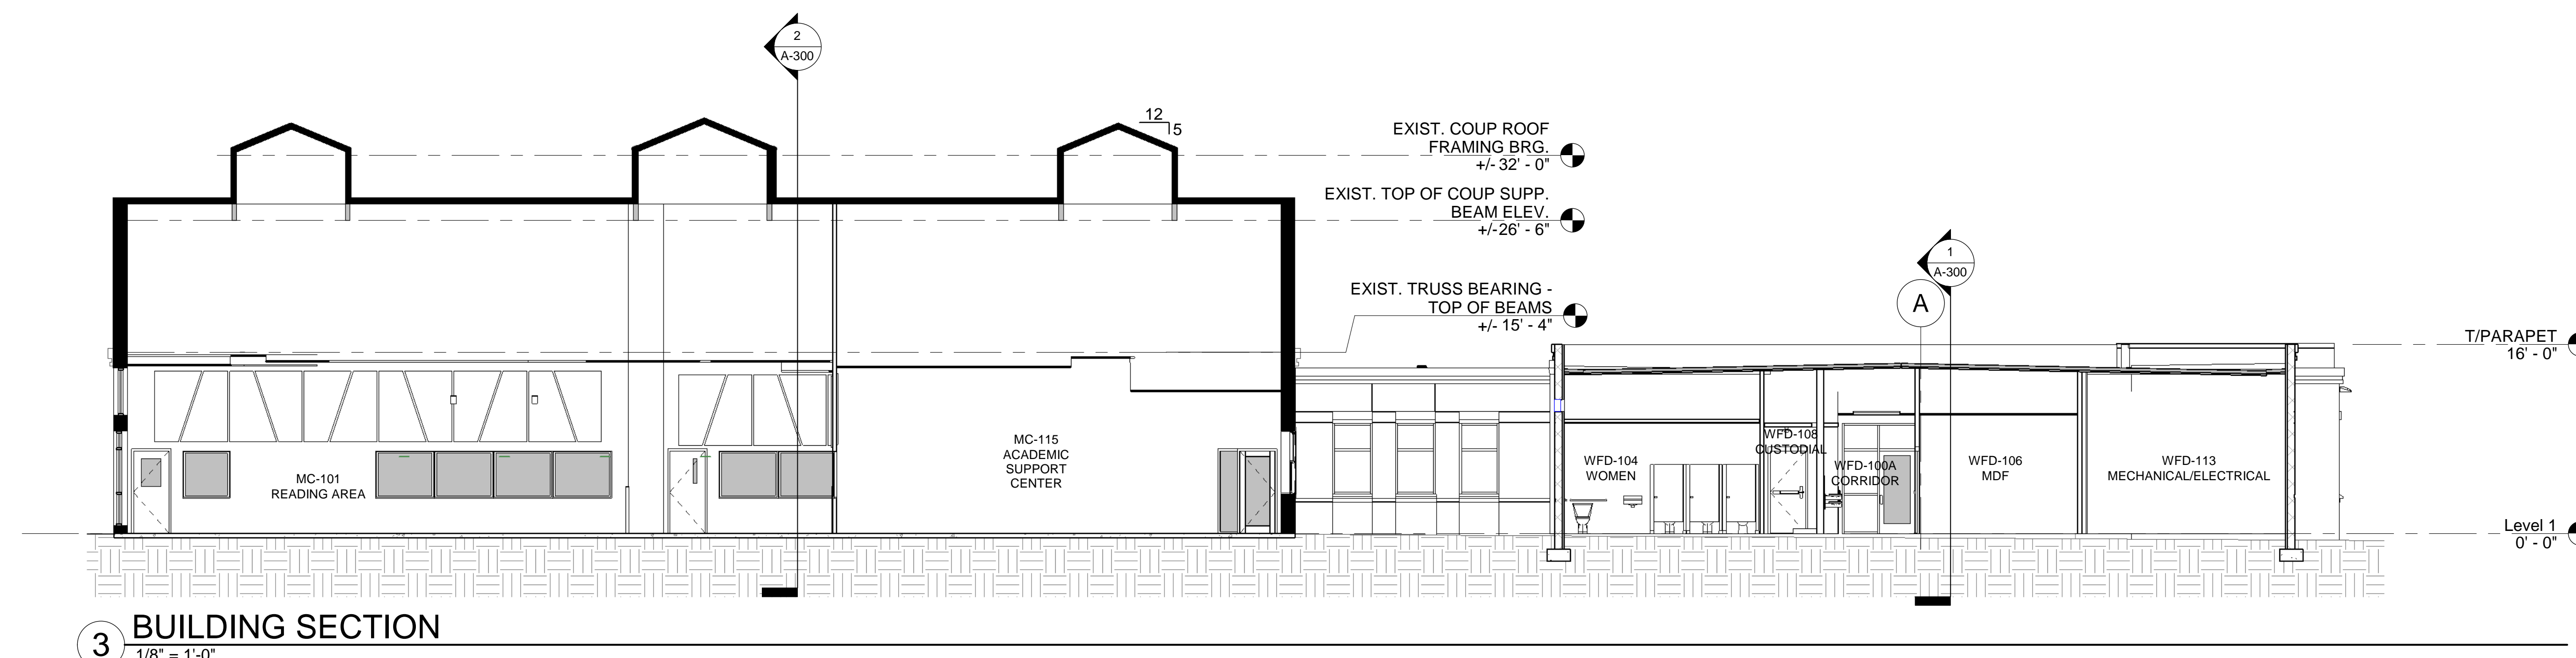 2
A-300
12
5
EXIST. COUP ROOF
FRAMING BRG.
+/- 32' - 0"
EXIST. TOP OF COUP SUPP.
BEAM ELEV.
+/-26' - 6"
EXIST. TRUSS BEARING -
TOP OF BEAMS
+/- 15' - 4"
1
A-300
A
T/PARAPET
16' - 0"
MC-101
READING AREA
MC-115
ACADEMIC
SUPPORT
CENTER
WFD-104
WOMEN
WFD-108
CUSTODIAL
WFD-100A
CORRIDOR
WFD-106
MDF
WFD-113
MECHANICAL/ELECTRICAL
Level 1
0' - 0"
3
BUILDING SECTION
1/8" = 1'-0"